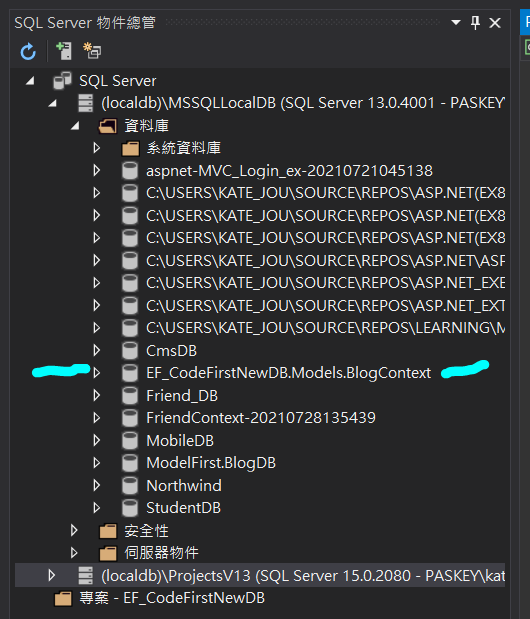 SQL Server 物件總管
SQL Server
(localdb)\MSSQLLocalDB (SQL Server 13.0.4001 - PASKEY
資料庫
系統資料庫
aspnet-MVC_Login_ex-20210721045138
C:\USERS\KATE_JOU\SOURCE\REPOS\ASP.NET(EX8
C:\USERS\KATE_JOU\SOURCE\REPOS\ASP.NET(EX8
C:\USERS\KATE_JOU\SOURCE\REPOS\ASP.NET(EX8
C:\USERS\KATE_JOU\SOURCE\REPOS\ASP.NET\ASP
C:\USERS\KATE_JOU\SOURCE\REPOS\ASP.NET_EXE
C:\USERS\KATE_JOU\SOURCE\REPOS\ASP.NET_EXT
C:\USERS\KATE_JOU\SOURCE\REPOS\LEARNING\M
CmsDB
EF_CodeFirstNewDB.Models.BlogContext
Friend_DB
FriendContext-20210728135439
MobileDB
ModelFirst.BlogDB
Northwind
StudentDB
安全性
伺服器物件
(localdb)\ProjectsV13 (SQL Server 15.0.2080 - PASKEY\kat
專案 - EF_CodeFirstNewDB